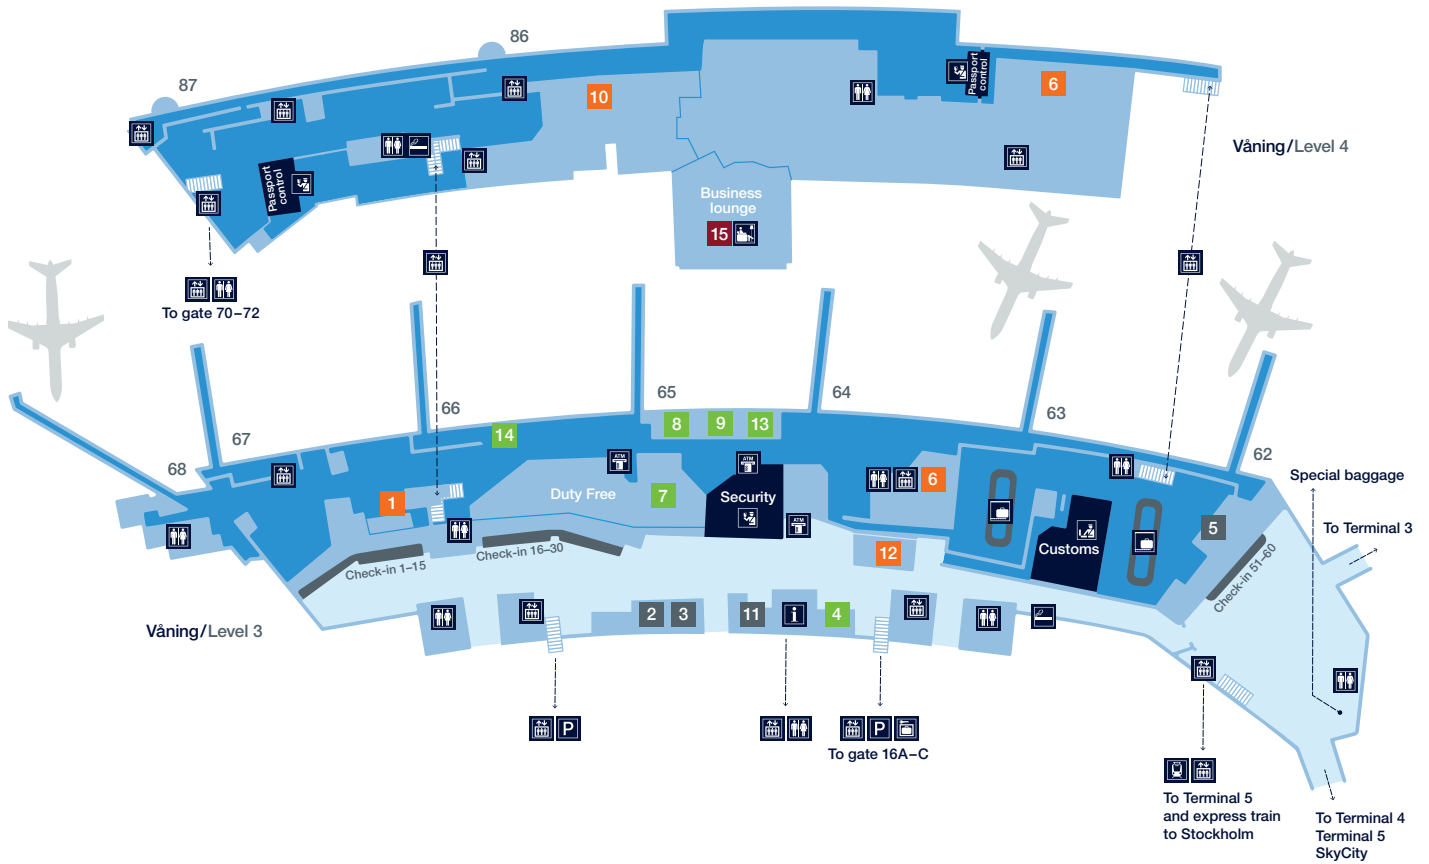 86
87
10
6
Passport
control
Våning/Level 4
Passport
control
Business
lounge
15
To gate 70–72
65
64
66
63
67
62
68
8
9
13
14
ATM
ATM
Special baggage
1
Duty Free
7
Security
6
To Terminal 3
ATM
5
Customs
12
Check-in 16–30
Check-in 1–15
Check-in 51–60
2
3
11
i
4
Våning/Level 3
P
P
To gate 16A–C
To Terminal 5
and express train
to Stockholm
To Terminal 4
Terminal 5
SkyCity